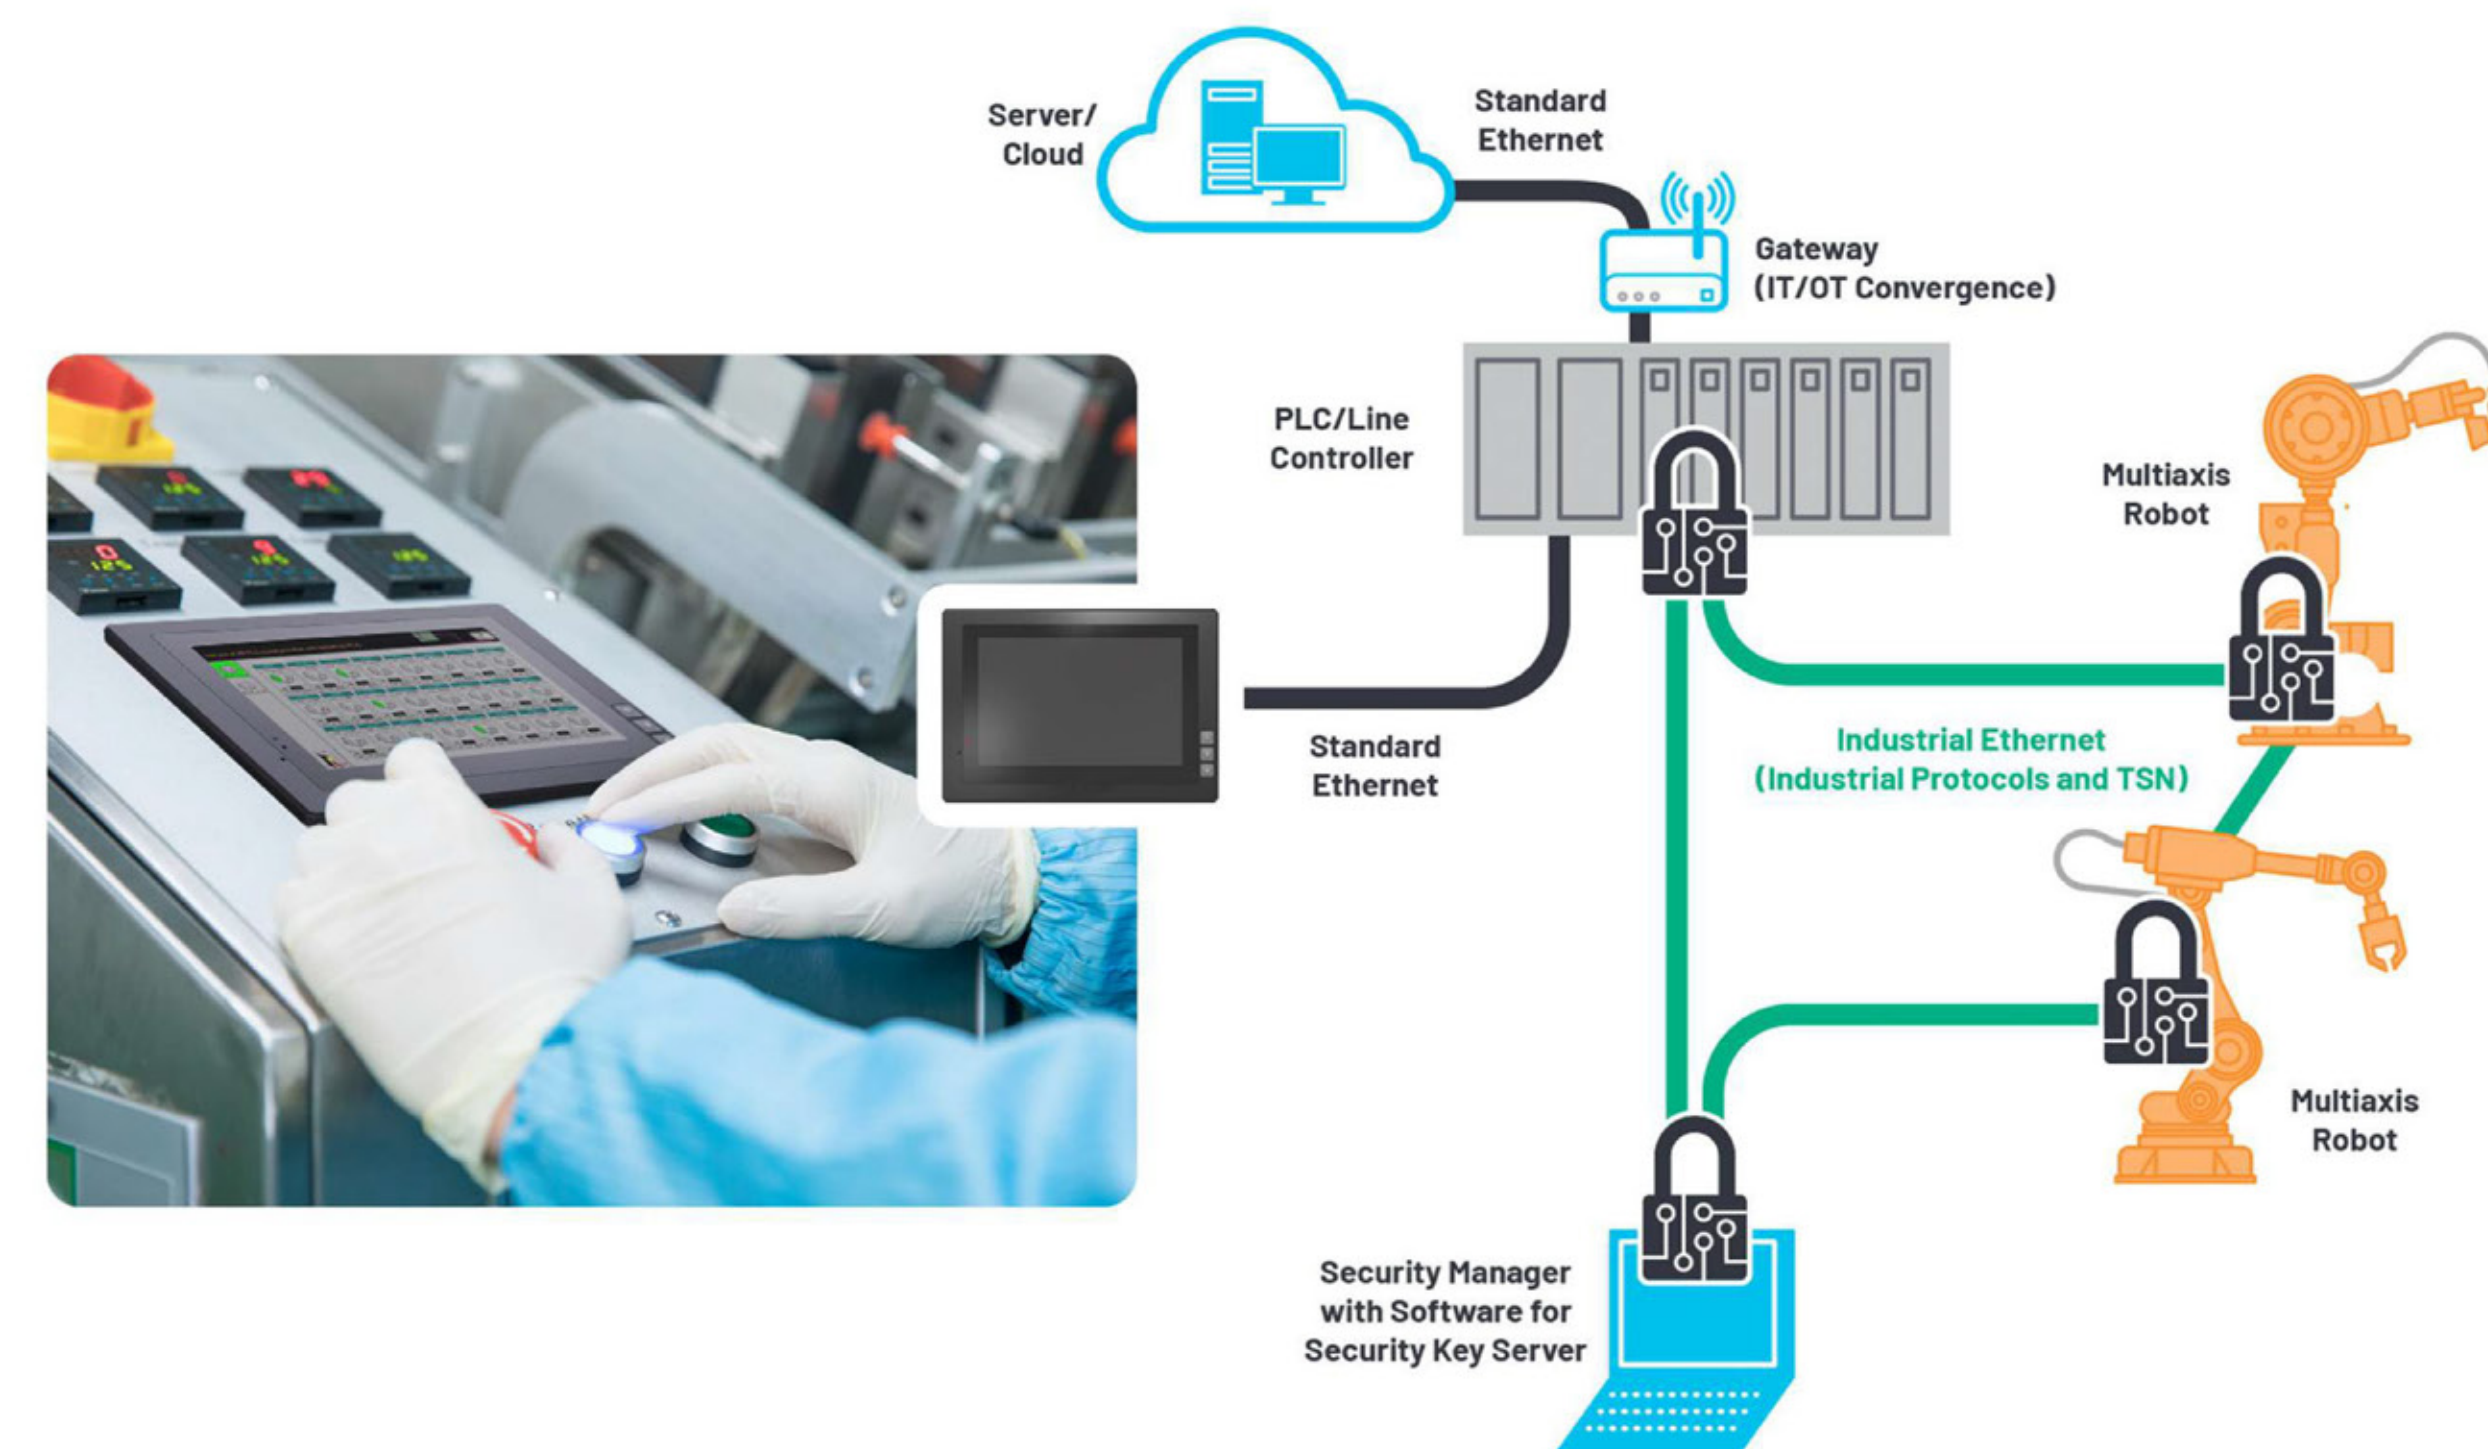 Server/
Cloud
Standard
Ethernet
Gateway
(IT/OT Convergence)
PLC/Line
Controller
Multiaxis
Robot
Standard
Ethernet
Industrial Ethernet
(Industrial Protocols and TSN)
Multiaxis
Robot
Security Manager
with Software for
Security Key Server